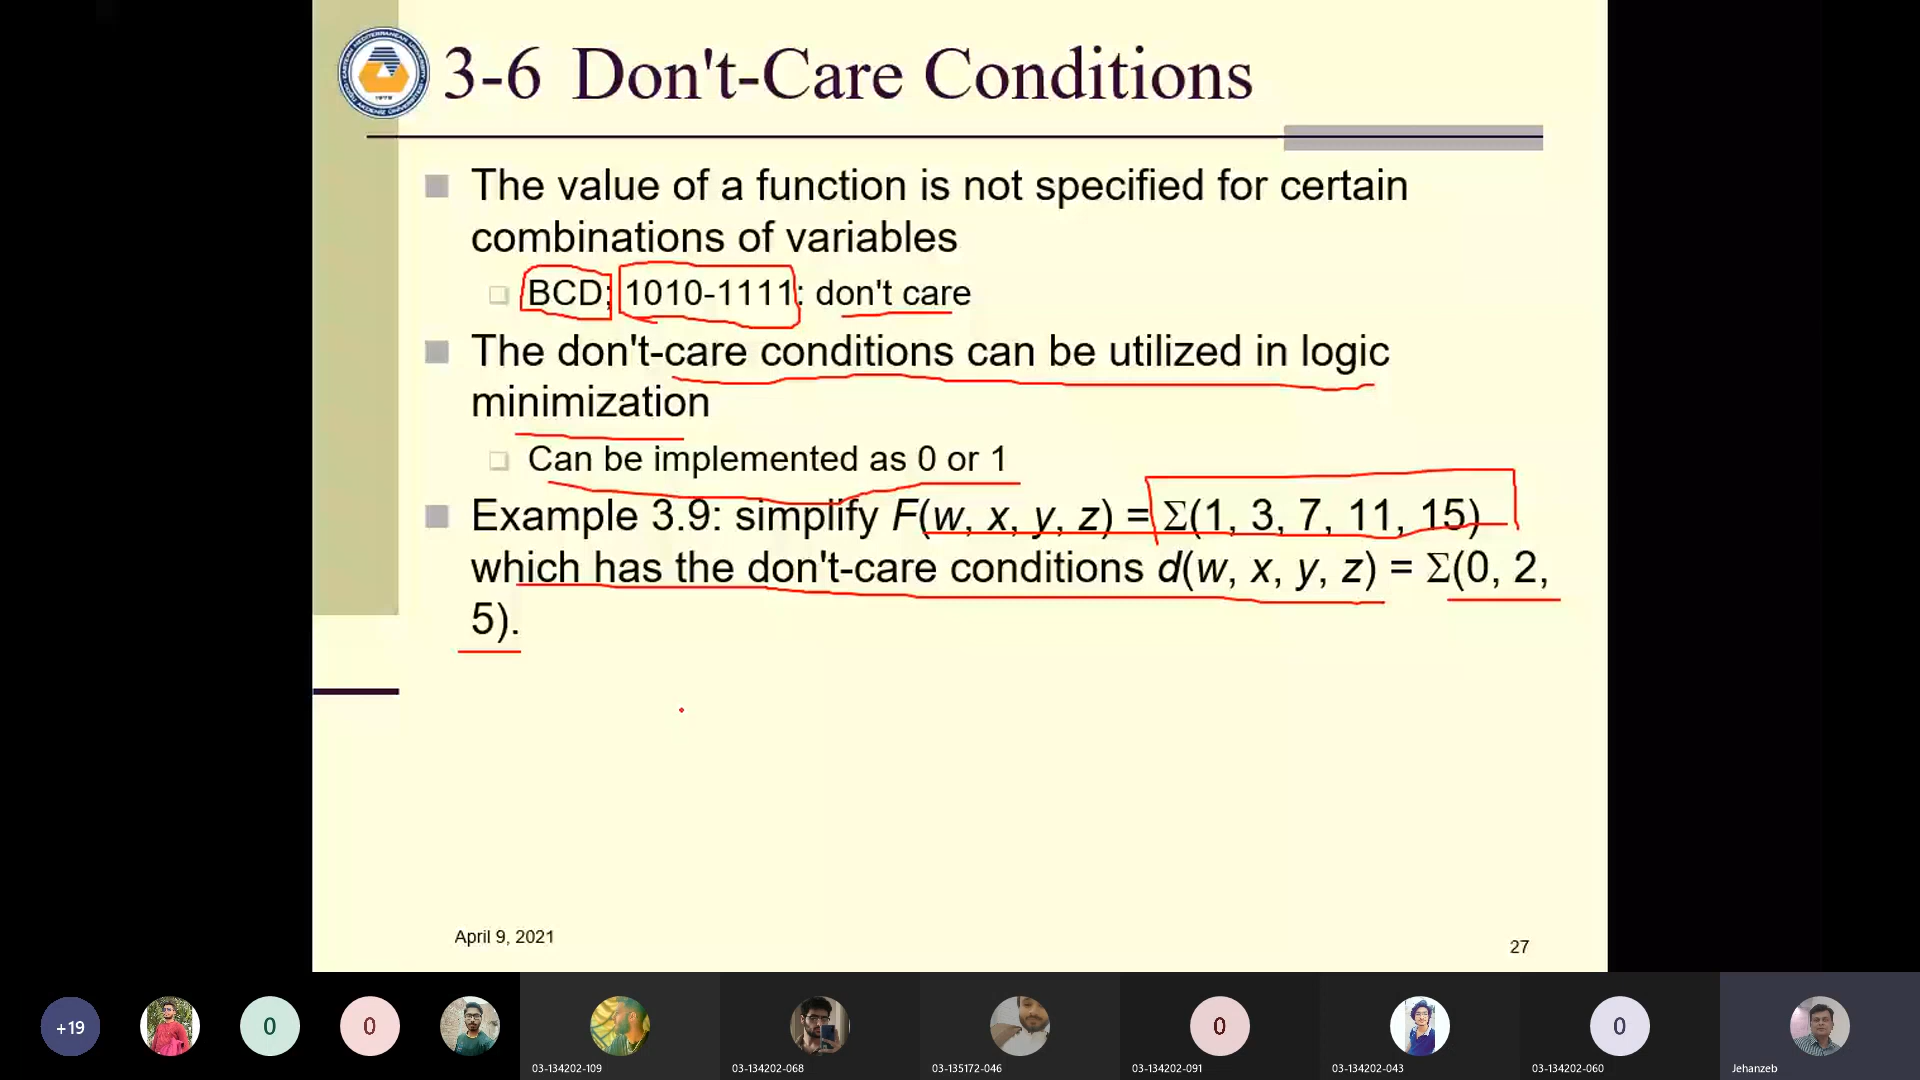 3-6 Don't-Care Conditions
The value of a function is not specified for certain
combinations of variables
BCD; 1010-1111: don't care
The don't-care conditions can be utilized in logic
minimization
Can be implemented as 0 or 1
Example 3.9: simplify F(w, x, y, z) = Σ(1, 3, 7, 11, 15)
which has the don't-care conditions d(w, x, y, z) = Σ(0, 2,
5).
April 9, 2021
27
+19
0
0
0
0
03-134202-109
03-134202-068
03-135172-046
03-134202-091
03-134202-043
03-134202-060
Jehanzeb